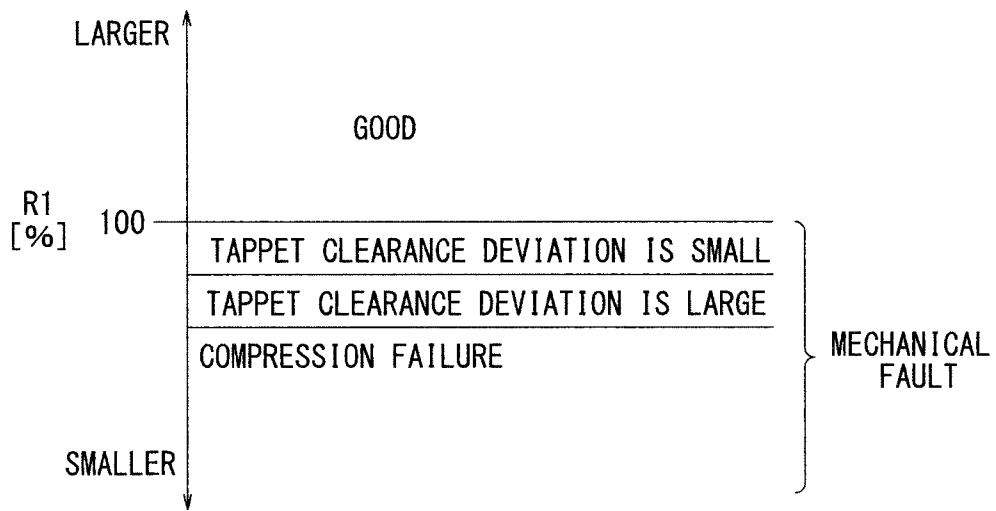 LARGER
GOOD
R1
[%]
100
TAPPET CLEARANCE DEVIATION IS SMALL
TAPPET CLEARANCE DEVIATION IS LARGE
COMPRESSION FAILURE
MECHANICAL
FAULT
SMALLER